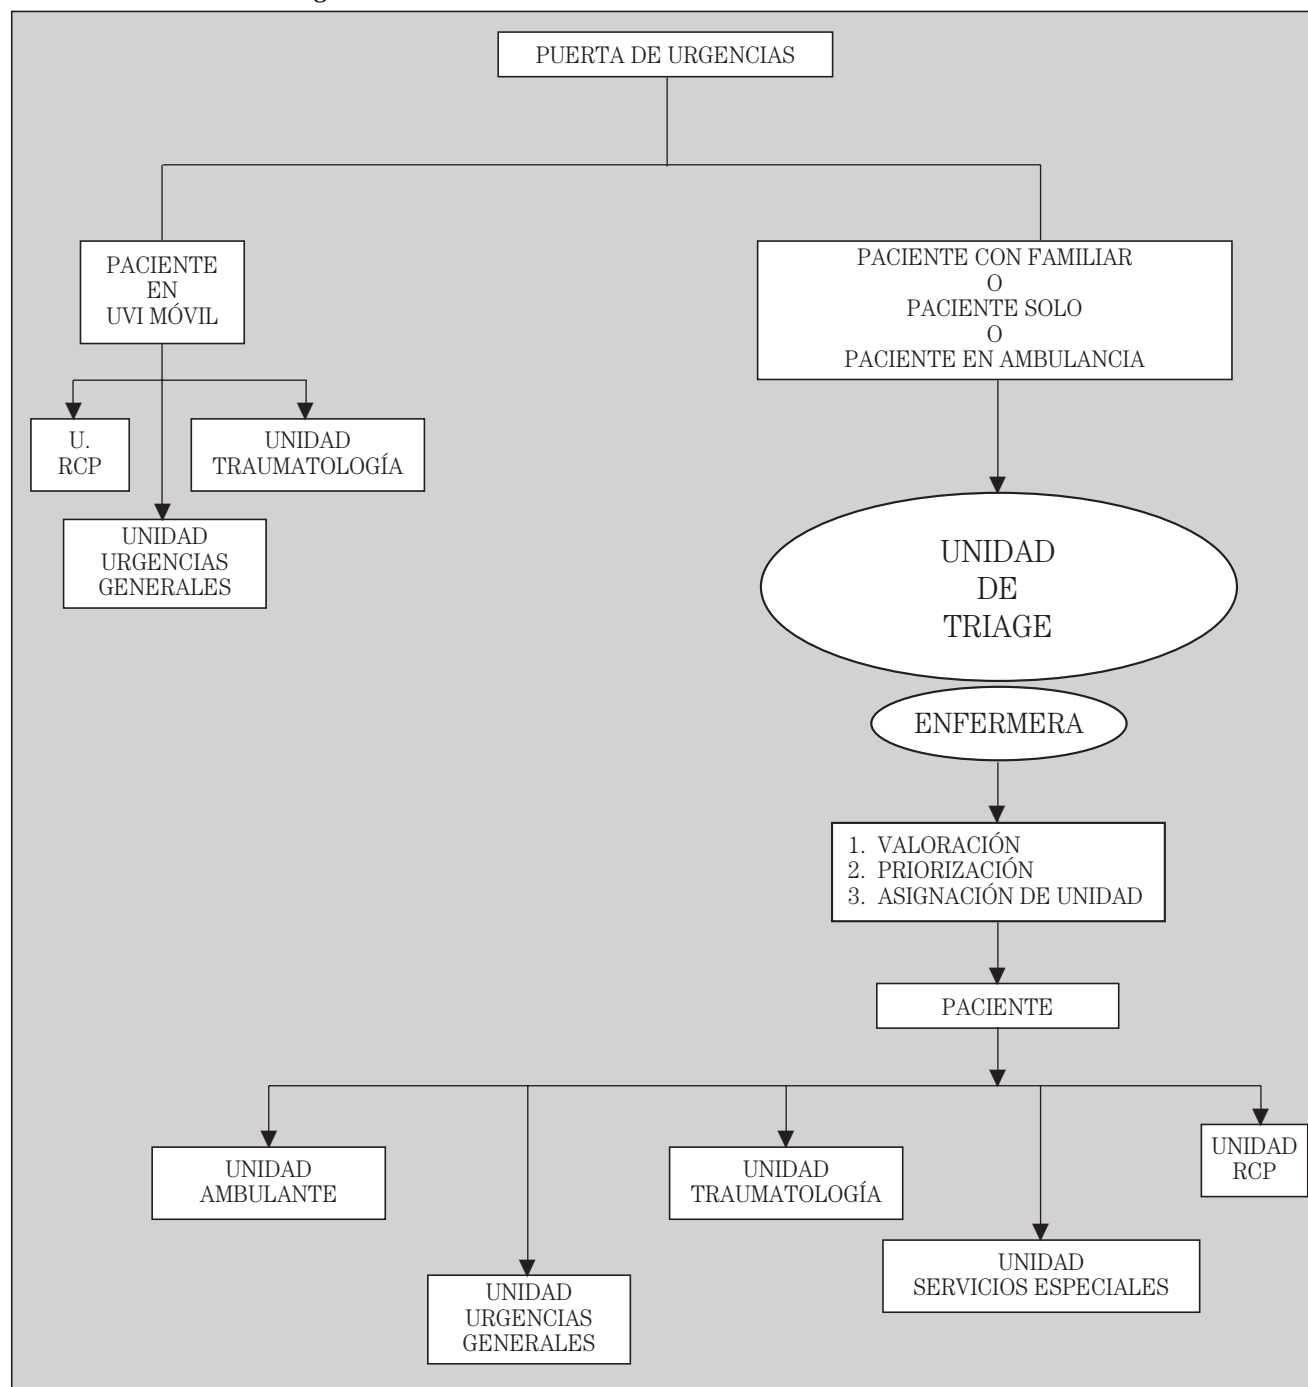 PUERTA DE URGENCIAS
PACIENTE
EN
UVI MÓVIL
PACIENTE CON FAMILIAR
O
PACIENTE SOLO
O
PACIENTE EN AMBULANCIA
U.
RCP
UNIDAD
TRAUMATOLOGÍA
UNIDAD
URGENCIAS
GENERALES
UNIDAD
DE
TRIAGE
ENFERMERA
1. VALORACIÓN
2. PRIORIZACIÓN
3. ASIGNACIÓN DE UNIDAD
PACIENTE
UNIDAD
AMBULANTE
UNIDAD
URGENCIAS
GENERALES
UNIDAD
TRAUMATOLOGÍA
UNIDAD
SERVICIOS ESPECIALES
UNIDAD
RCP